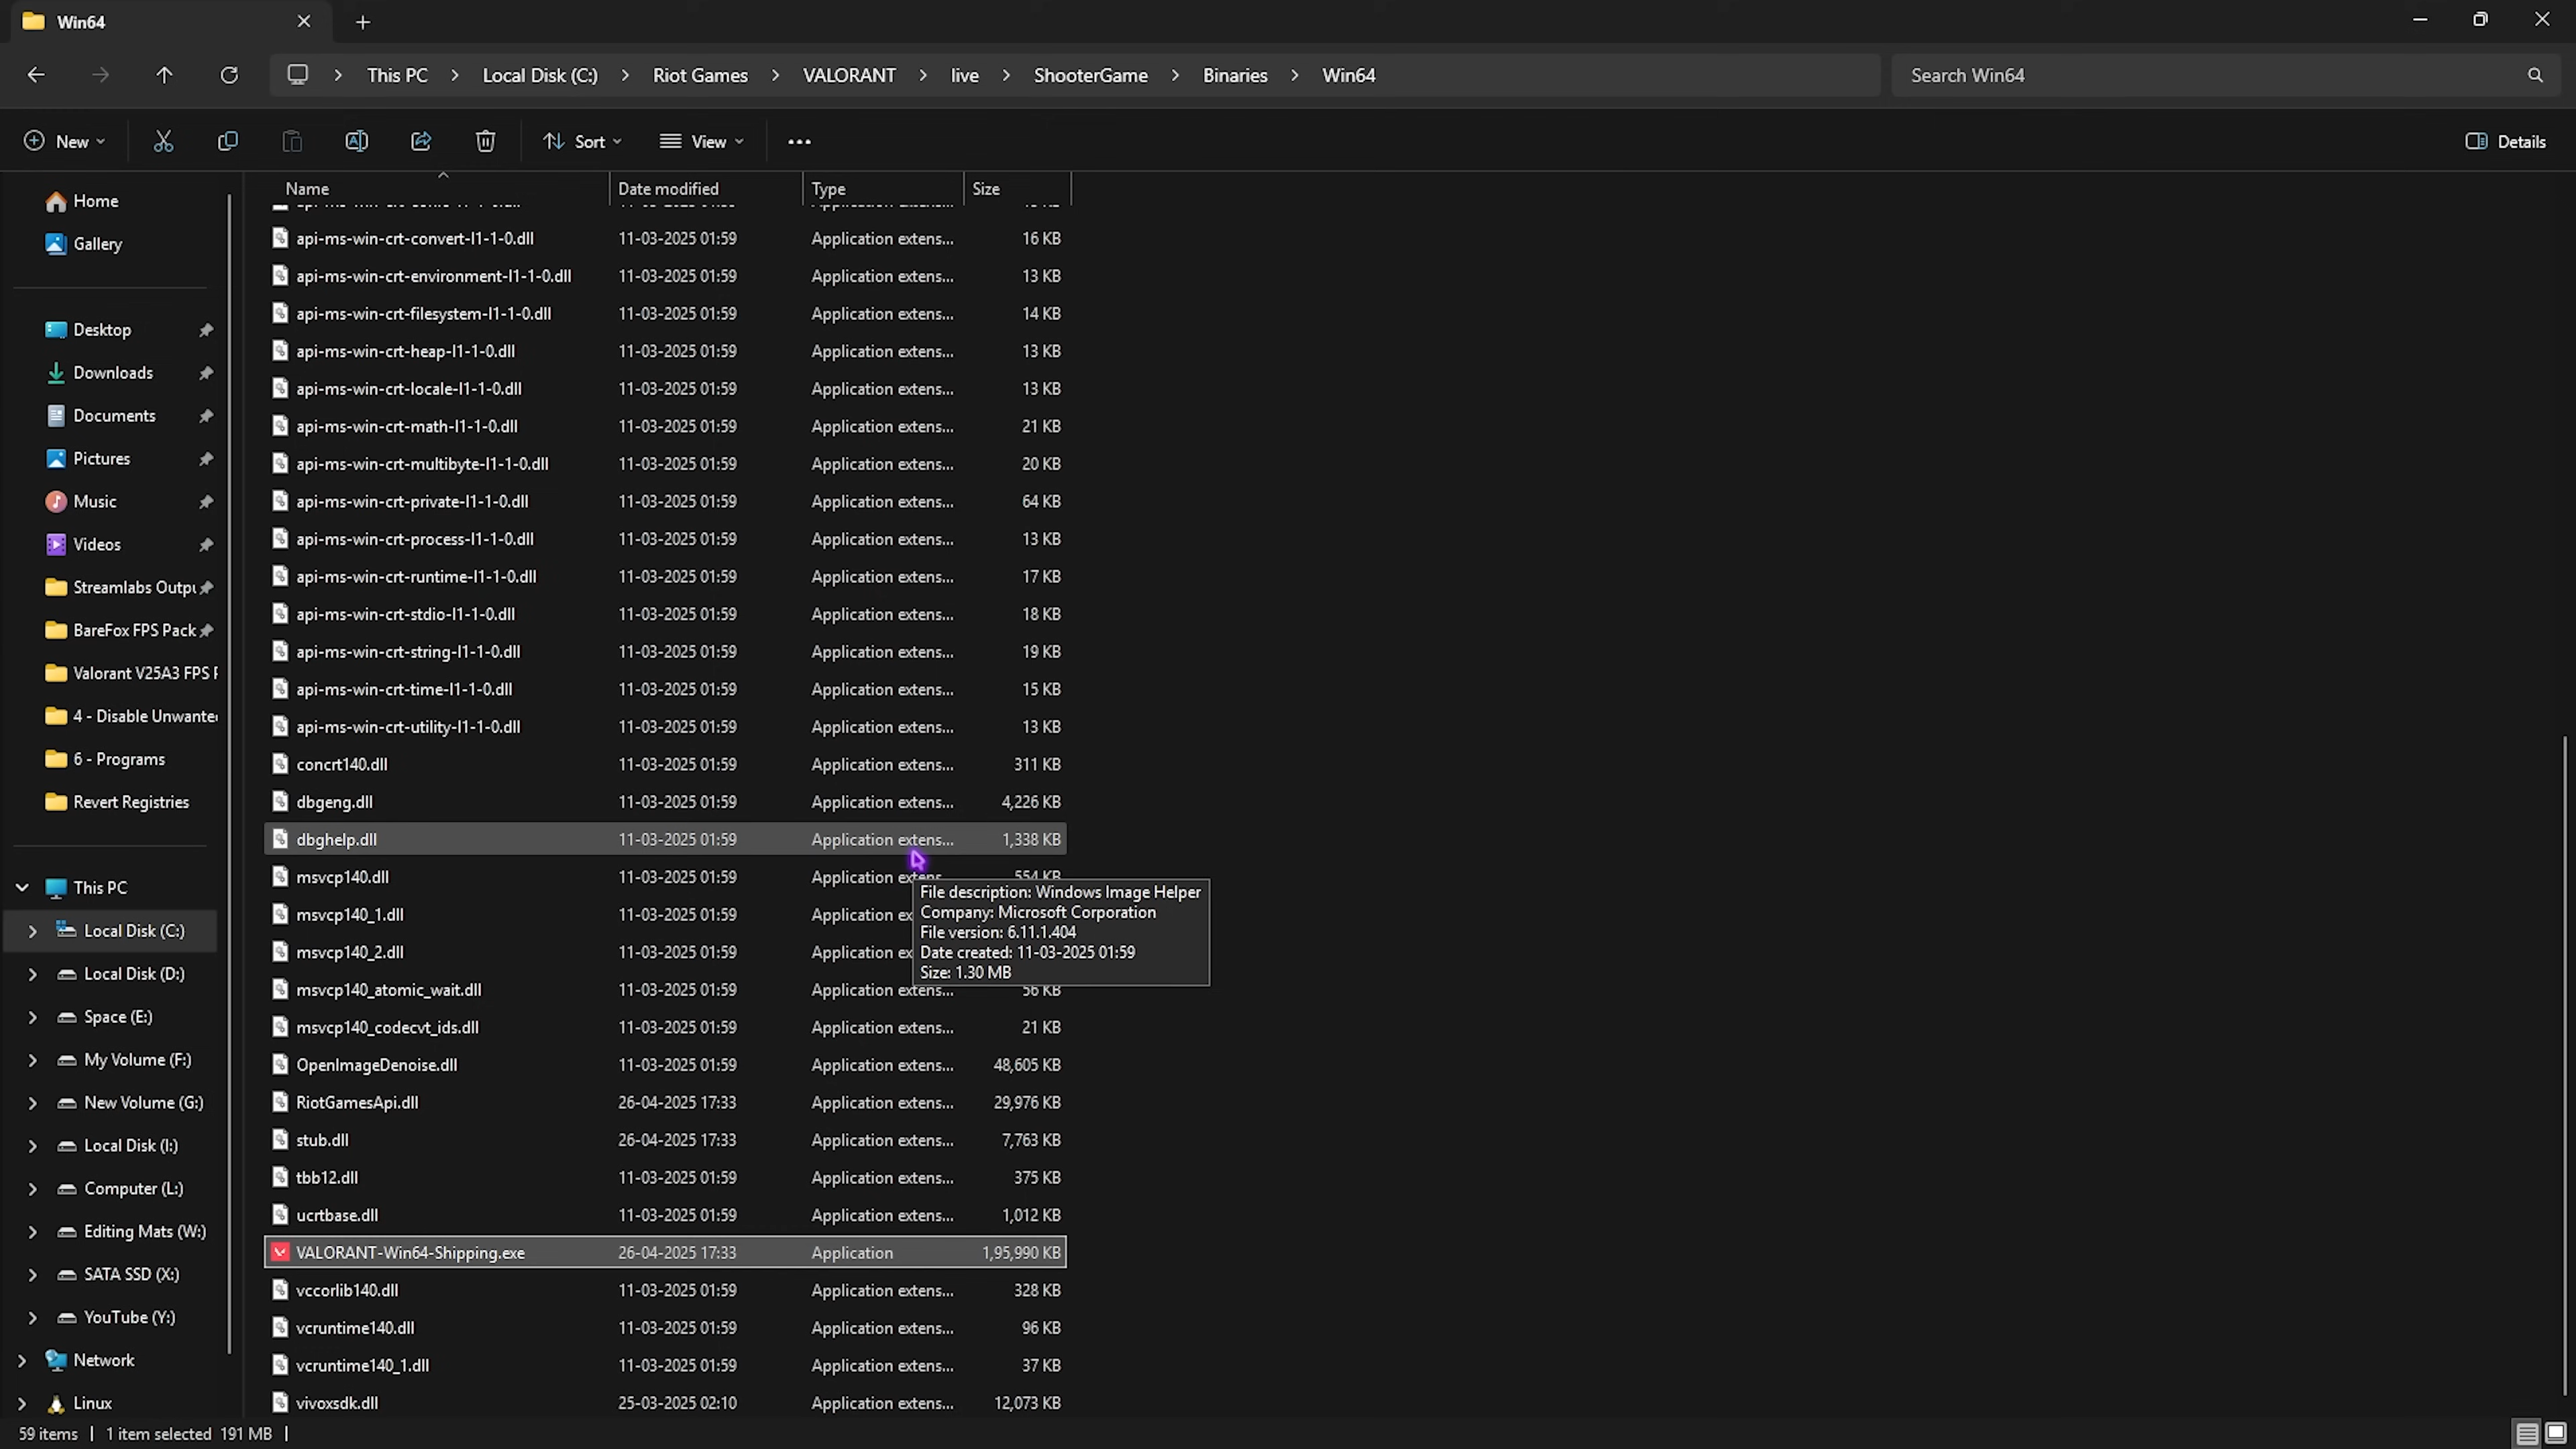 Win64
This PC > Local Disk (C:) > Riot Games > VALORANT > live > ShooterGame > Binaries > Win64
Search Win64
New
Sort
View
Details
Home
Gallery
Desktop
Downloads
Documents
Pictures
Music
Videos
Streamlabs Outpu
BareFox FPS Pack
Valorant V25A3 FPS
4 - Disable Unwante
6 - Programs
Revert Registries
This PC
Local Disk (C:)
Local Disk (D:)
Space (E:)
My Volume (F:)
New Volume (G:)
Local Disk (I:)
Computer (L:)
Editing Mats (W:)
SATA SSD (X:)
YouTube (Y:)
Network
Linux
Name Date modified Type Size
api-ms-win-crt-convert-l1-1-0.dll 11-03-2025 01:59 Application extens... 16 KB
api-ms-win-crt-environment-l1-1-0.dll 11-03-2025 01:59 Application extens... 13 KB
api-ms-win-crt-filesystem-l1-1-0.dll 11-03-2025 01:59 Application extens... 14 KB
api-ms-win-crt-heap-l1-1-0.dll 11-03-2025 01:59 Application extens... 13 KB
api-ms-win-crt-locale-l1-1-0.dll 11-03-2025 01:59 Application extens... 13 KB
api-ms-win-crt-math-l1-1-0.dll 11-03-2025 01:59 Application extens... 21 KB
api-ms-win-crt-multibyte-l1-1-0.dll 11-03-2025 01:59 Application extens... 20 KB
api-ms-win-crt-private-l1-1-0.dll 11-03-2025 01:59 Application extens... 64 KB
api-ms-win-crt-process-l1-1-0.dll 11-03-2025 01:59 Application extens... 13 KB
api-ms-win-crt-runtime-l1-1-0.dll 11-03-2025 01:59 Application extens... 17 KB
api-ms-win-crt-stdio-l1-1-0.dll 11-03-2025 01:59 Application extens... 18 KB
api-ms-win-crt-string-l1-1-0.dll 11-03-2025 01:59 Application extens... 19 KB
api-ms-win-crt-time-l1-1-0.dll 11-03-2025 01:59 Application extens... 15 KB
api-ms-win-crt-utility-l1-1-0.dll 11-03-2025 01:59 Application extens... 13 KB
concrt140.dll 11-03-2025 01:59 Application extens... 311 KB
dbgeng.dll 11-03-2025 01:59 Application extens... 4,226 KB
dbghelp.dll 11-03-2025 01:59 Application extens... 1,338 KB
msvcp140.dll 11-03-2025 01:59 Application extens 554 KB
msvcp140_1.dll 11-03-2025 01:59 Application ex
msvcp140_2.dll 11-03-2025 01:59 Application ex
msvcp140_atomic_wait.dll 11-03-2025 01:59 Application extens... 56 KB
msvcp140_codecvt_ids.dll 11-03-2025 01:59 Application extens... 21 KB
OpenImageDenoise.dll 11-03-2025 01:59 Application extens... 48,605 KB
RiotGamesApi.dll 26-04-2025 17:33 Application extens... 29,976 KB
stub.dll 26-04-2025 17:33 Application extens... 7,763 KB
tbb12.dll 11-03-2025 01:59 Application extens... 375 KB
ucrtbase.dll 11-03-2025 01:59 Application extens... 1,012 KB
VALORANT-Win64-Shipping.exe 26-04-2025 17:33 Application 1,95,990 KB
vccorlib140.dll 11-03-2025 01:59 Application extens... 328 KB
vcruntime140.dll 11-03-2025 01:59 Application extens... 96 KB
vcruntime140_1.dll 11-03-2025 01:59 Application extens... 37 KB
vivoxsdk.dll 25-03-2025 02:10 Application extens... 12,073 KB
File description: Windows Image Helper
Company: Microsoft Corporation
File version: 6.11.1.404
Date created: 11-03-2025 01:59
Size: 1.30 MB
59 items | 1 item selected 191 MB |